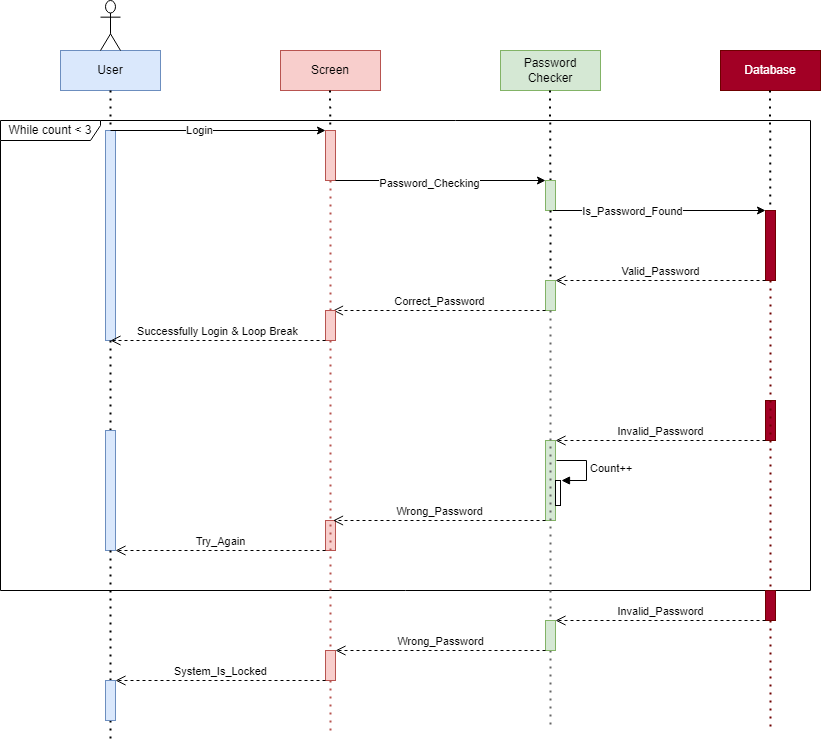 User
Screen
Password
Checker
Database
While count < 3
Login
Password_Checking
Is_Password_Found
Valid_Password
Correct_Password
Successfully Login & Loop Break
Invalid_Password
Count++
Wrong_Password
Try_Again
Invalid_Password
Wrong_Password
System_Is_Locked